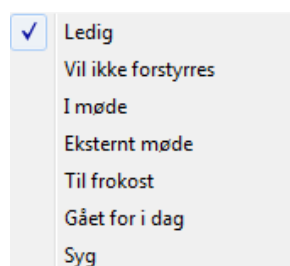 Ledig
Vil ikke forstyrres
I møde
Eksternt møde
Til frokost
Gået for i dag
Syg